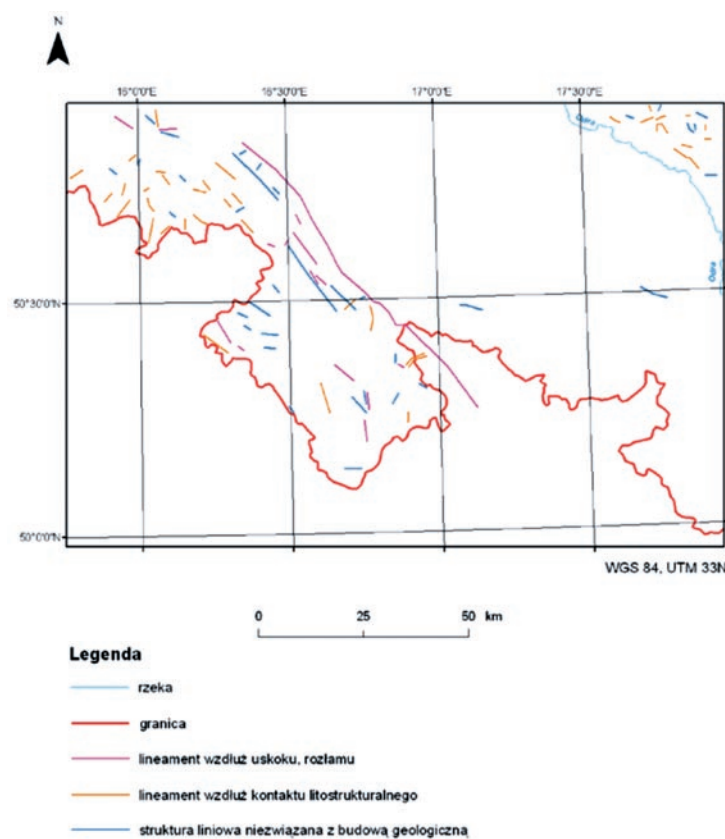 N
16°0'0"E 16°30'0"E 17°0'0"E 17°30'0"E
Odra
Odra
50°30'0"N
50°0'0"N
WGS 84, UTM 33N
0 25 50 km
Legenda
rzeka
granica
lineament wzdłuż uskoku, rozłamu
lineament wzdłuż kontaktu litostrukturalnego
struktura liniowa niezwiązana z budową geologiczną